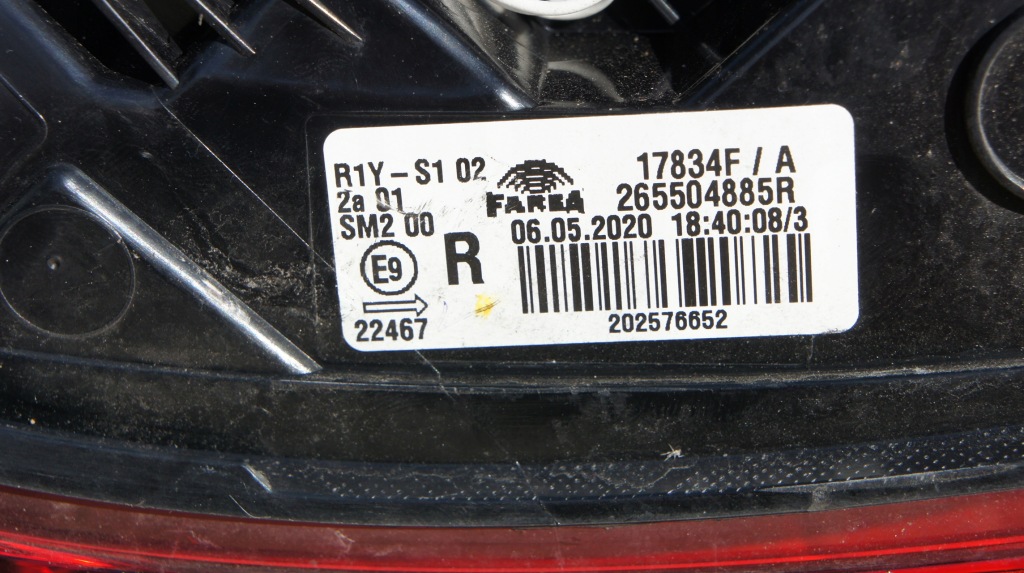 R1Y-S1 02
2a 01
SM2 00
E9
22467
R
FARBA
17834F / A
265504885R
06.05.2020 18:40:08/3
202576652